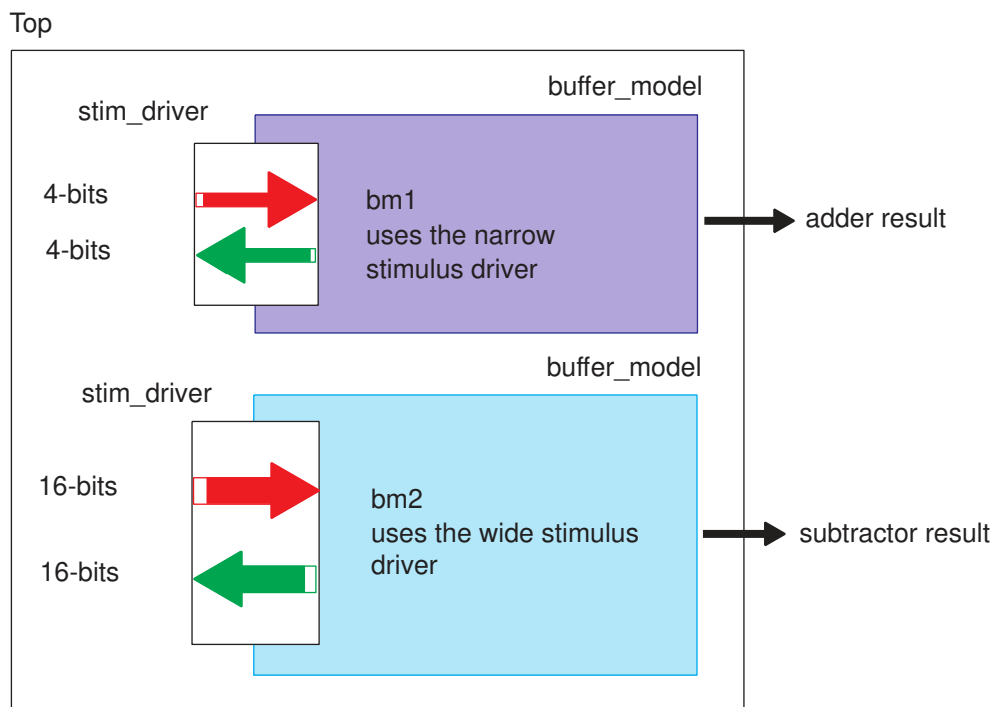 Top
buffer_model
stim_driver
4-bits
4-bits
bm1
uses the narrow
stimulus driver
adder result
buffer_model
stim_driver
16-bits
16-bits
bm2
uses the wide stimulus
driver
subtractor result